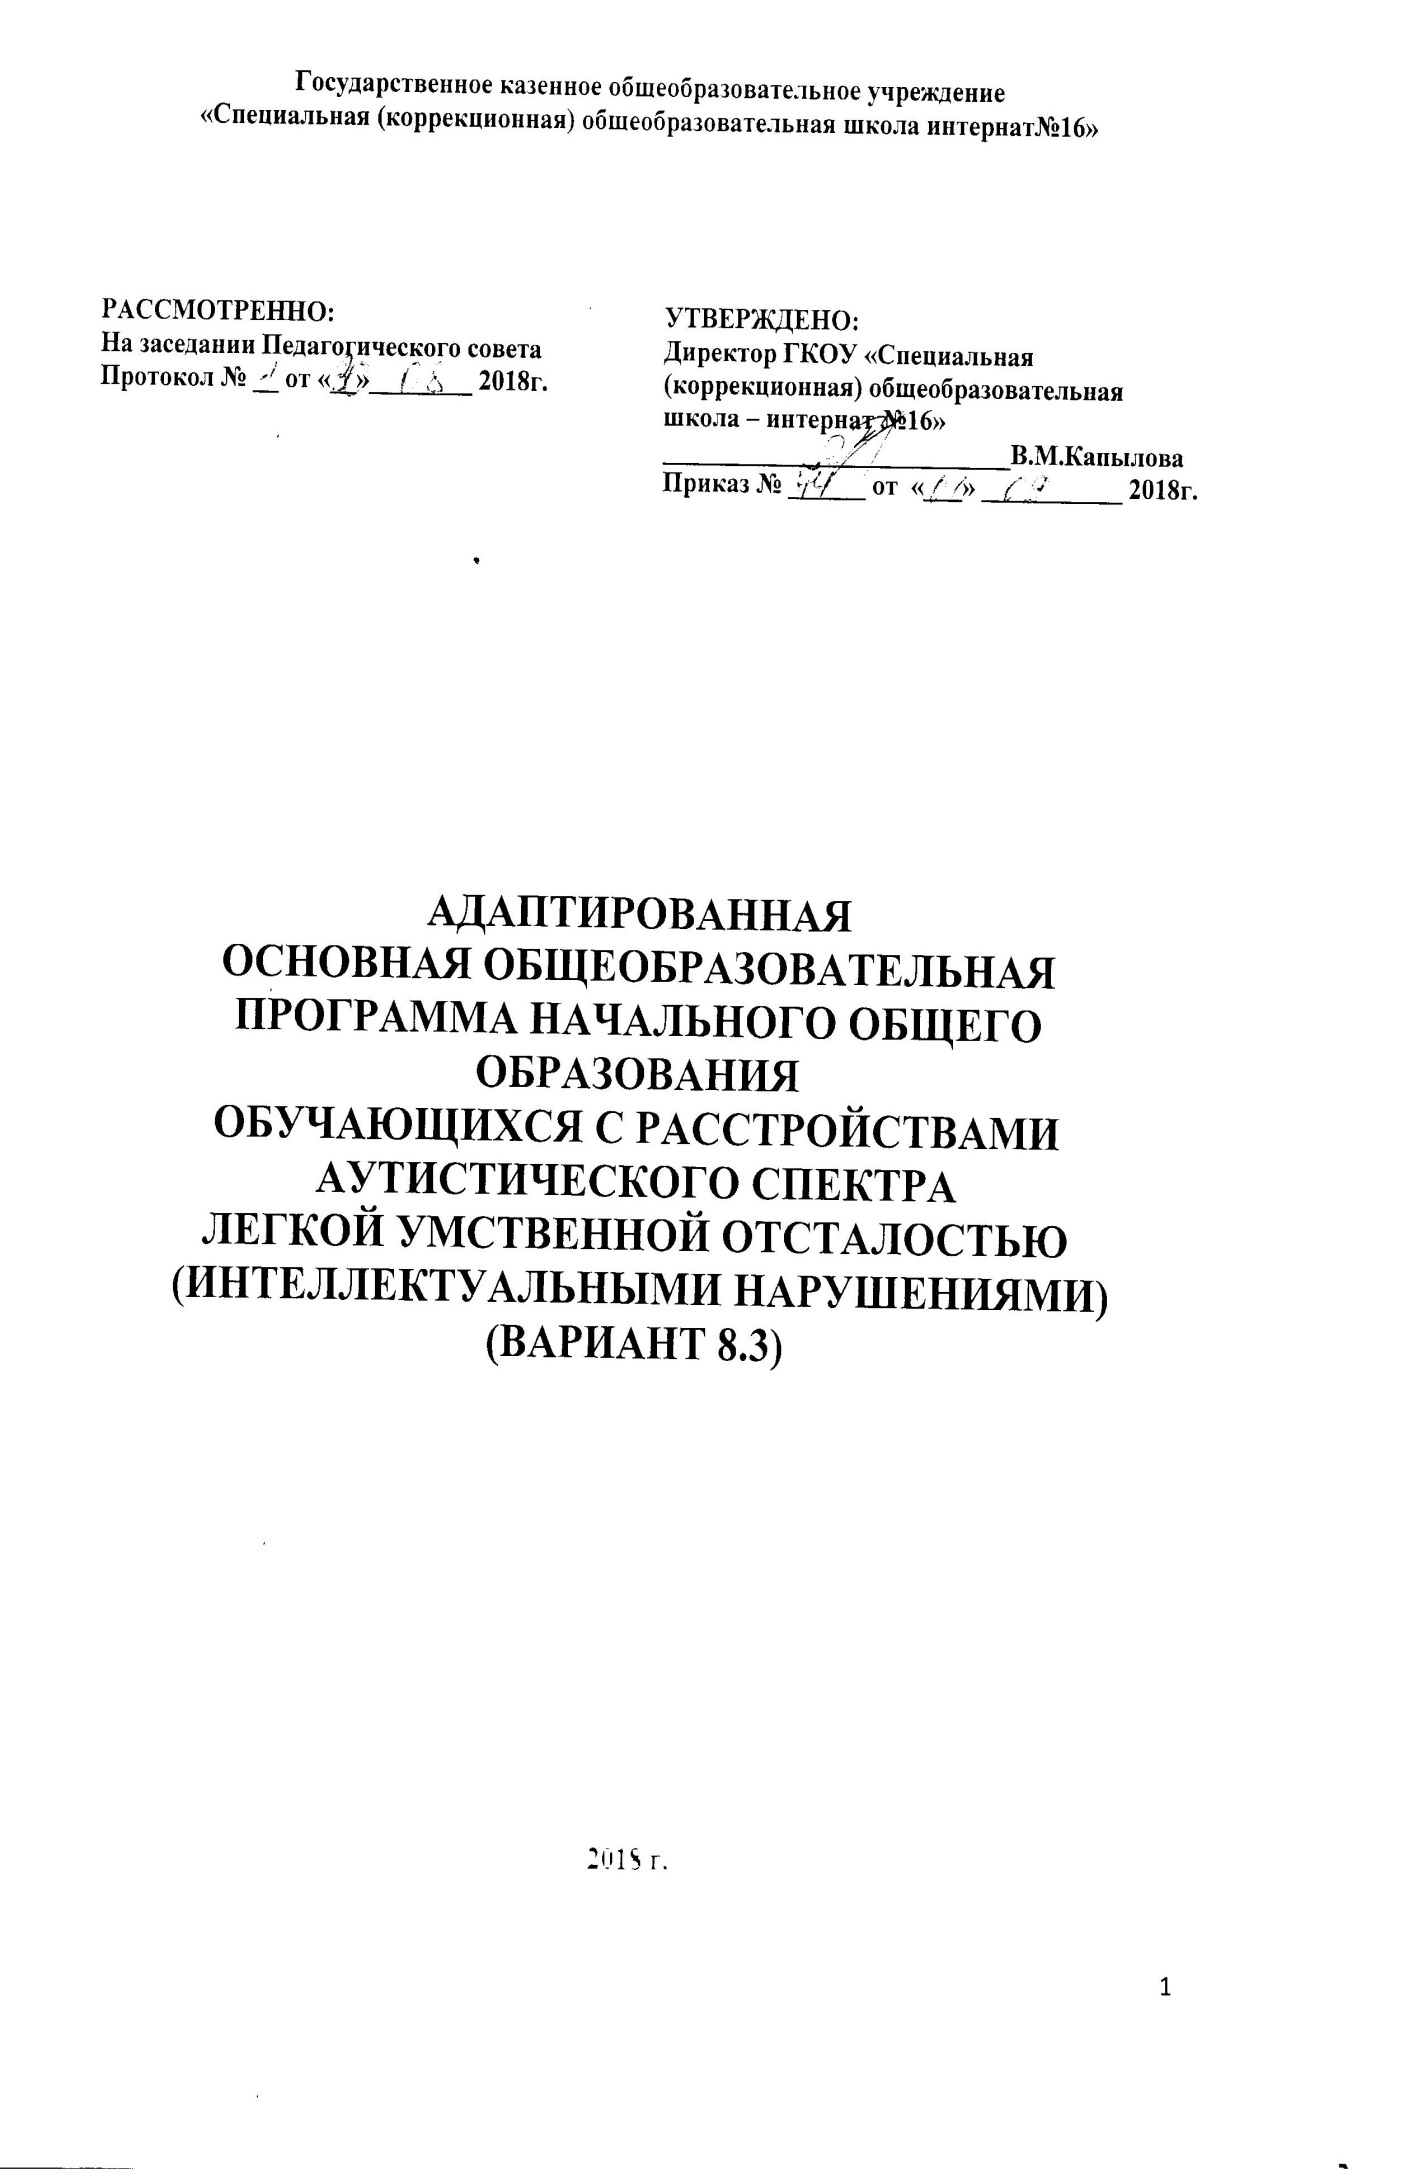 Государственное казенное общеобразовательное учреждение
«Специальная (коррекционная) общеобразовательная школа интернат№16»
РАССМОТРЕННО:
На заседании Педагогического совета
Протокол № от « » 2018г.
УТВЕРЖДЕНО:
Директор ГКОУ «Специальная
(коррекционная) общеобразовательная
школа – интернат №16»
В.М.Капылова
Приказ № 44 от « » 2018г.
АДАПТИРОВАННАЯ
ОСНОВНАЯ ОБЩЕОБРАЗОВАТЕЛЬНАЯ
ПРОГРАММА НАЧАЛЬНОГО ОБЩЕГО
ОБРАЗОВАНИЯ
ОБУЧАЮЩИХСЯ С РАССТРОЙСТВАМИ
АУТИСТИЧЕСКОГО СПЕКТРА
ЛЕГКОЙ УМСТВЕННОЙ ОТСТАЛОСТЬЮ
(ИНТЕЛЛЕКТУАЛЬНЫМИ НАРУШЕНИЯМИ)
(ВАРИАНТ 8.3)
2018 г.
1